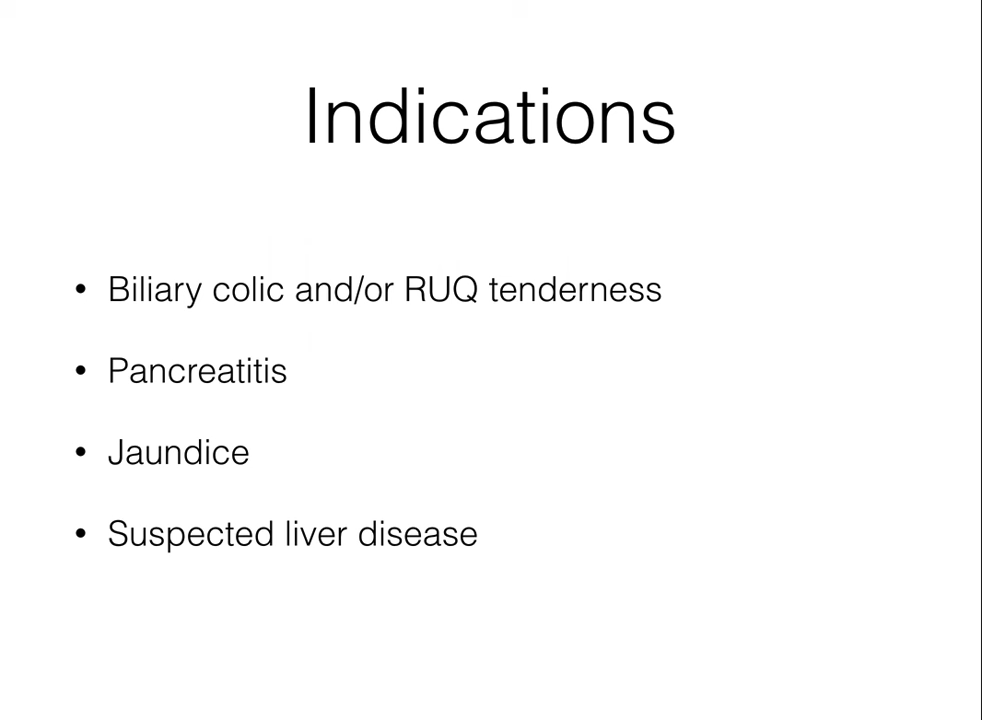 Indications
• Biliary colic and/or RUQ tenderness
• Pancreatitis
• Jaundice
• Suspected liver disease